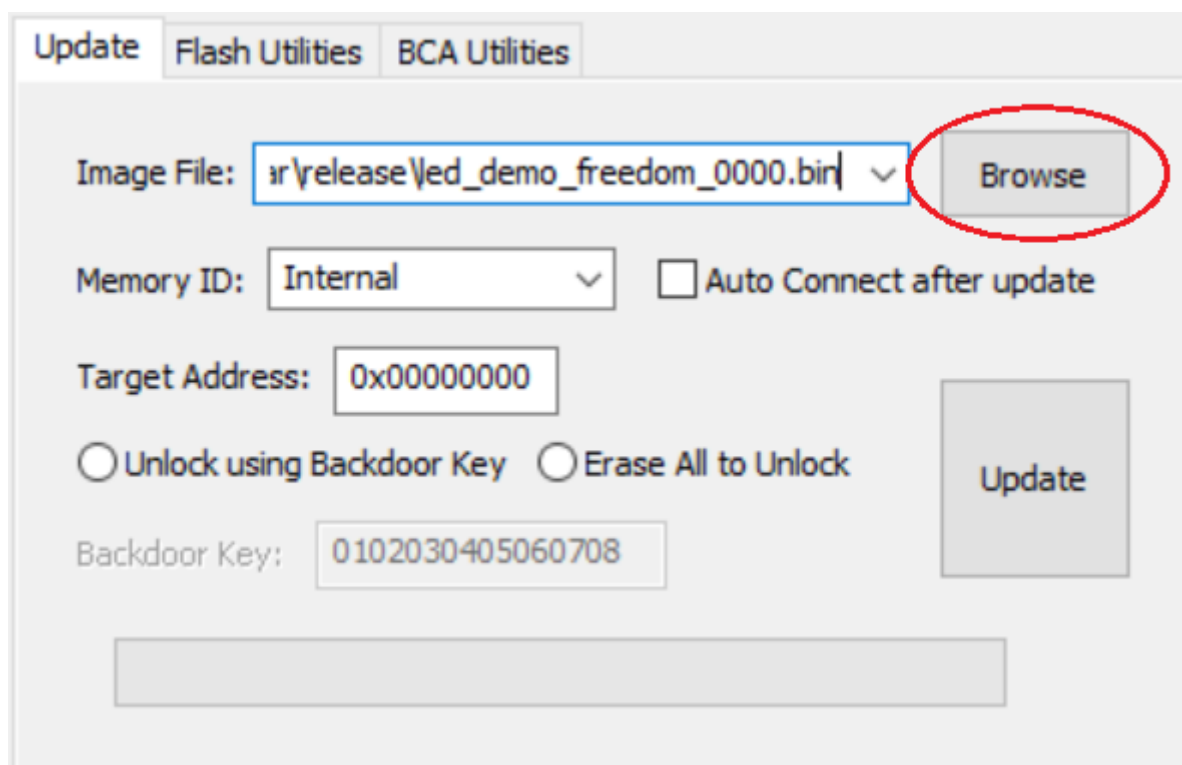 Update Flash Utilities BCA Utilities
Image File: ar\release\led_demo_freedom_0000.bin Browse
Memory ID: Internal Auto Connect after update
Target Address: 0x00000000
Unlock using Backdoor Key Erase All to Unlock
Update
Backdoor Key: 0102030405060708